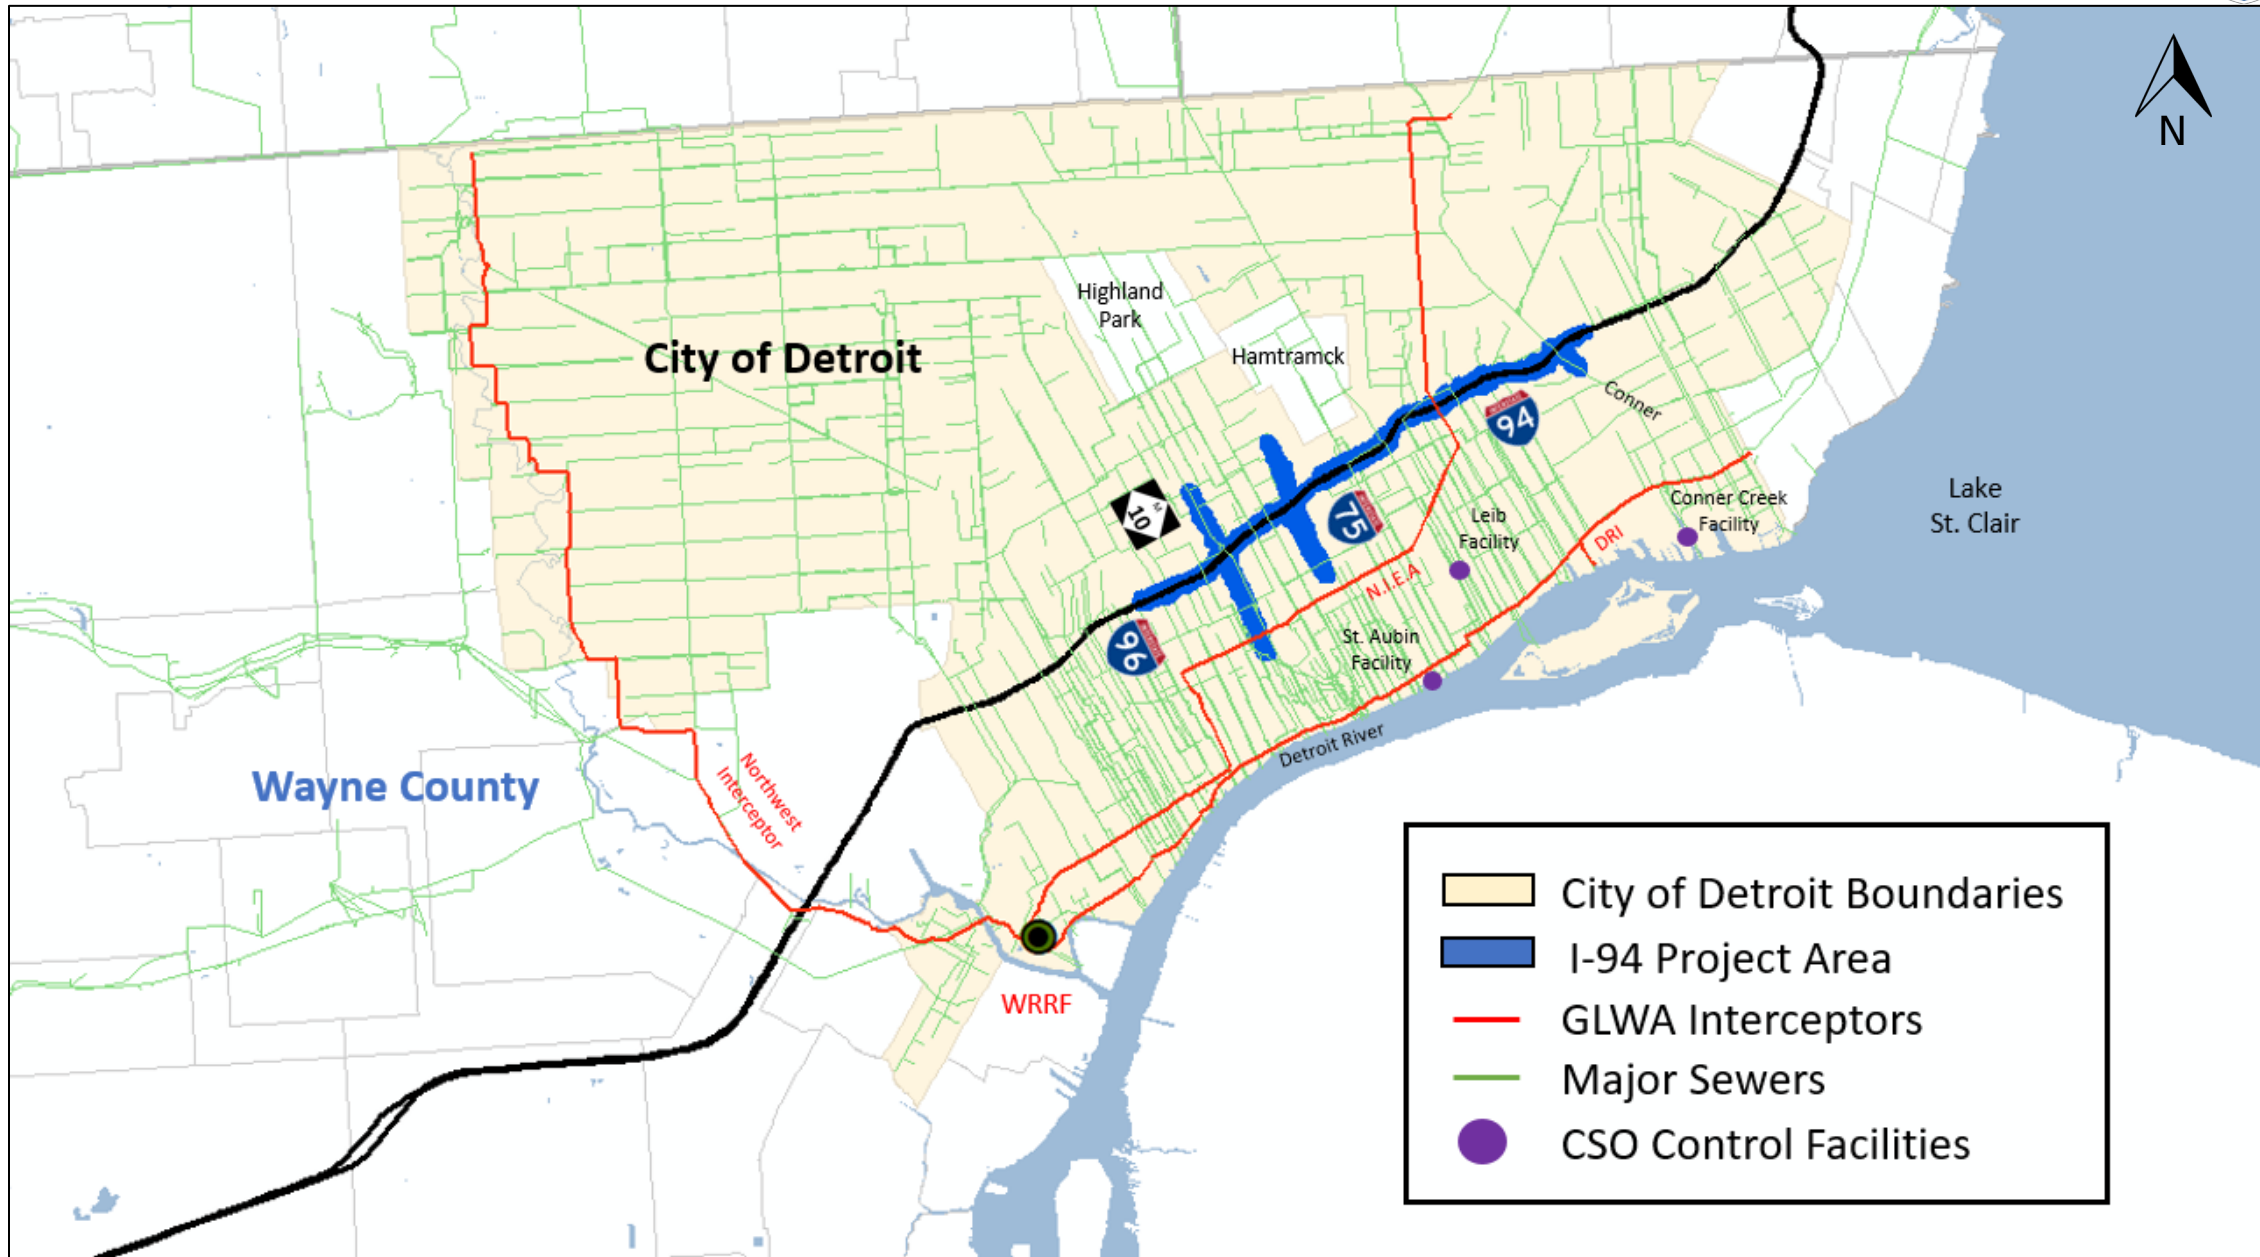 N
Highland
Park
City of Detroit
Hamtramck
Conner
94
M
10
75
Conner Creek
Facility
Leib
Facility
DRI
Lake
St. Clair
N.I.E.A
96
St. Aubin
Facility
Detroit River
Wayne County
Northwest
Interceptor
WRRF
City of Detroit Boundaries
I-94 Project Area
GLWA Interceptors
Major Sewers
CSO Control Facilities